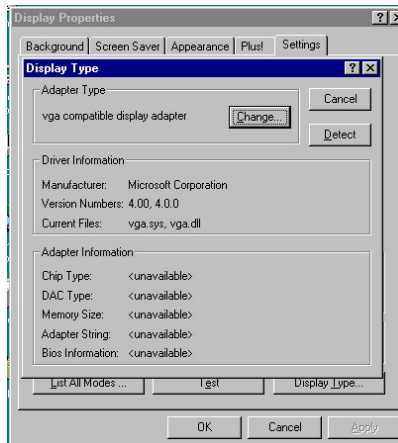 Display Properties
Background Screen Saver Appearance Plus! Settings
Display Type
Adapter Type
vga compatible display adapter
Change...
Cancel
Detect
Driver Information
Manufacturer: Microsoft Corporation
Version Numbers: 4.00, 4.0.0
Current Files: vga.sys, vga.dll
Adapter Information
Chip Type: <unavailable>
DAC Type: <unavailable>
Memory Size: <unavailable>
Adapter String: <unavailable>
Bios Information: <unavailable>
List All Modes ... Test Display Type...
OK Cancel Apply